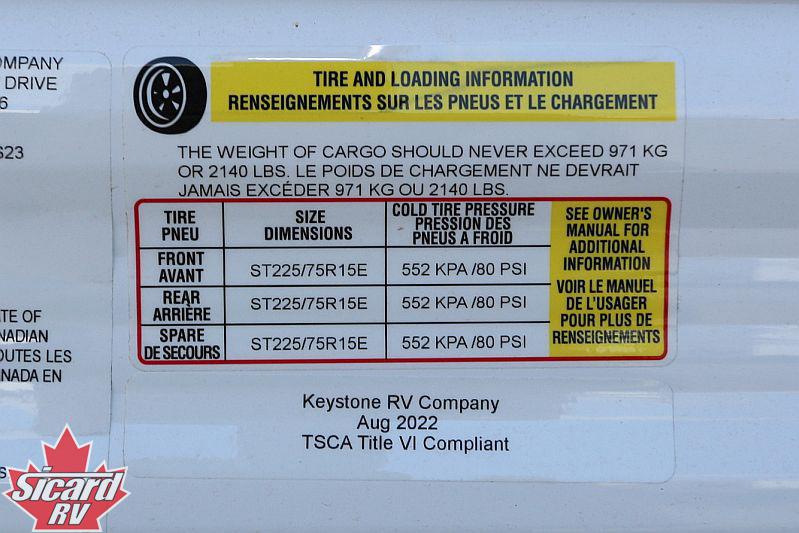 OMPANY
DRIVE
6
S23
TE OF
NADIAN
OUTES LES
NADA EN
S
TIRE AND LOADING INFORMATION
RENSEIGNEMENTS SUR LES PNEUS ET LE CHARGEMENT
THE WEIGHT OF CARGO SHOULD NEVER EXCEED 971 KG
OR 2140 LBS. LE POIDS DE CHARGEMENT NE DEVRAIT
JAMAIS EXCÉDER 971 KG OU 2140 LBS.
TIRE
PNEU
SIZE
DIMENSIONS
COLD TIRE PRESSURE
PRESSION DES
PNEUS A FROID
FRONT
AVANT
ST225/75R15E
552 KPA /80 PSI
REAR
ARRIÈRE
ST225/75R15E
552 KPA /80 PSI
SPARE
DE SECOURS
ST225/75R15E
552 KPA /80 PSI
SEE OWNER'S
MANUAL FOR
ADDITIONAL
INFORMATION
VOIR LE MANUEL
DE L'USAGER
POUR PLUS DE
RENSEIGNEMENTS
Keystone RV Company
Aug 2022
TSCA Title VI Compliant
Sicard
RV